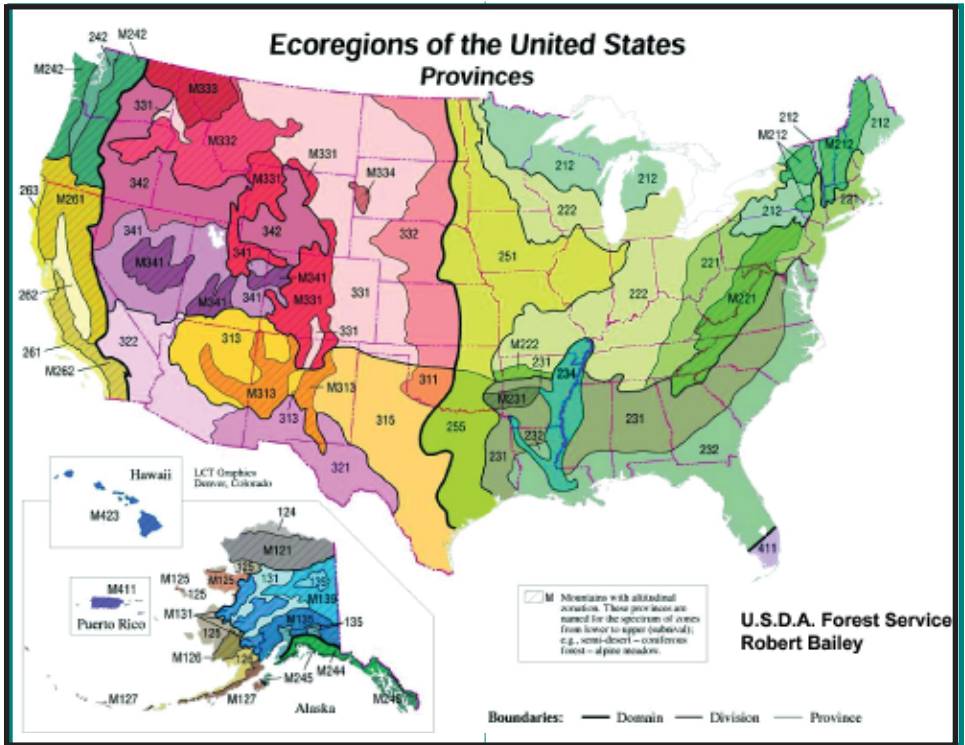 Ecoregions of the United States
Provinces
242
M242
M242
M333
331
M332
M331
M331
M334
342
332
212
212
212
212
M212
M212
212
221
263
M261
341
M341
342
341
M341
M341
341
M331
331
331
251
222
222
221
M221
262
261
M262
322
313
M313
M313
313
321
315
311
255
M222
231
234
M231
232
231
231
232
411
Hawaii
M423
LCT Graphics
Denver, Colorado
124
M121
M125
M125
125
125
131
139
M139
M131
125
M135
135
M126
126
M127
M127
M245
M244
Alaska
M411
Puerto Rico
M Mountains with altitudinal
zonation. These provinces are
named for the spectrum of zones
from lower to upper (subnival);
e.g., semi-desert – coniferous
forest – alpine meadow.
U.S.D.A. Forest Service
Robert Bailey
Boundaries: Domain Division Province